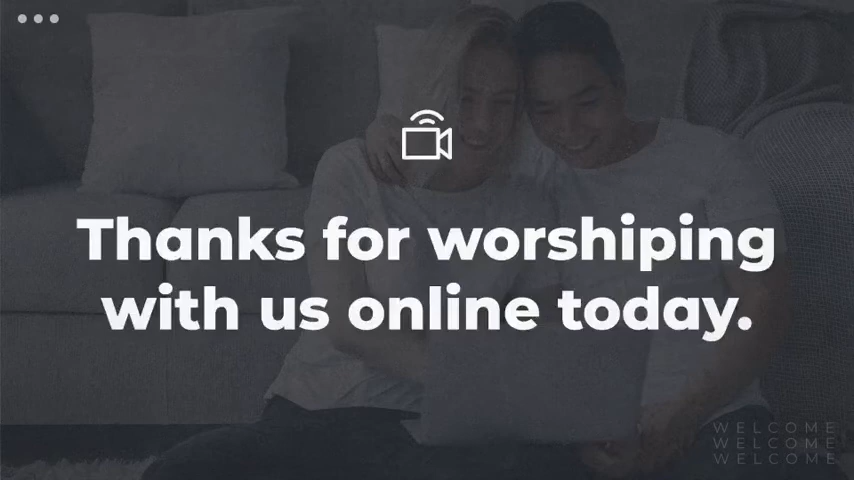 Thanks for worshiping
with us online today.
WELCOME
WELCOME
WELCOME